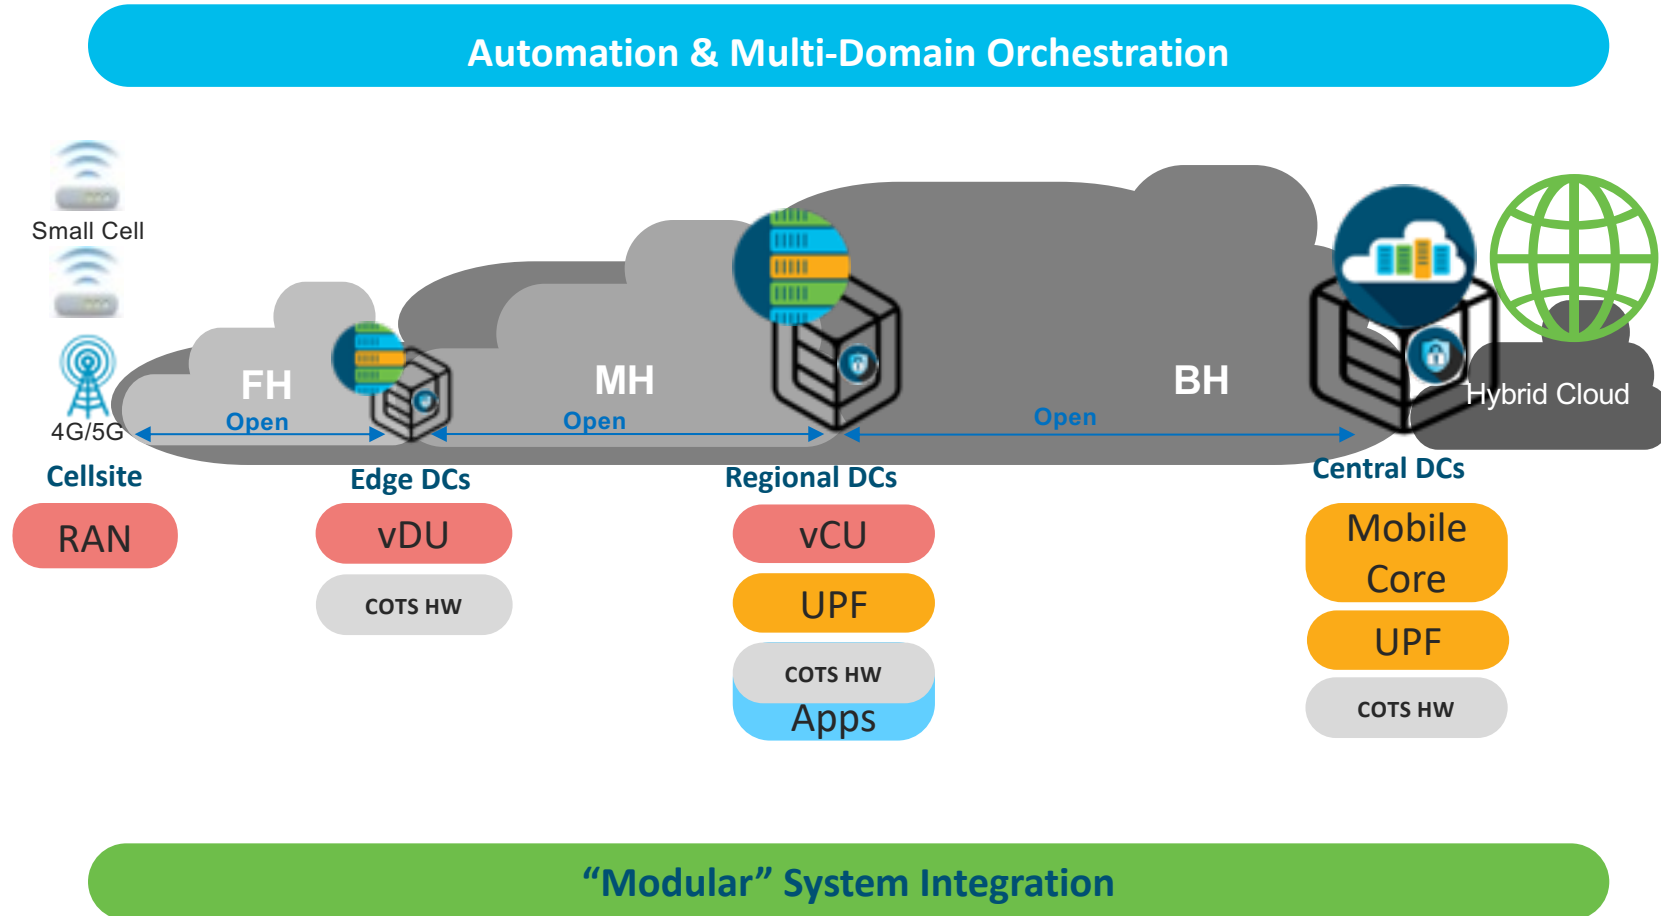 Automation & Multi-Domain Orchestration
Small Cell
4G/5G
FH
Open
MH
Open
BH
Open
Hybrid Cloud
Cellsite
Edge DCs
Regional DCs
Central DCs
RAN
vDU
COTS HW
vCU
UPF
COTS HW
Apps
Mobile
Core
UPF
COTS HW
“Modular” System Integration